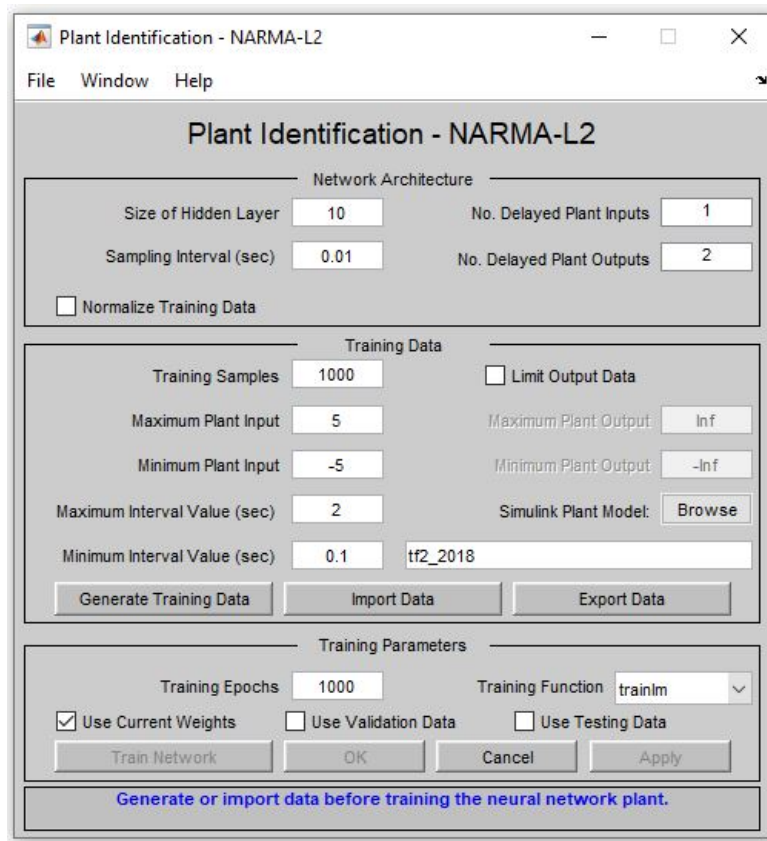 Plant Identification - NARMA-L2
File Window Help
Plant Identification - NARMA-L2
Network Architecture
Size of Hidden Layer 10 No. Delayed Plant Inputs 1
Sampling Interval (sec) 0.01 No. Delayed Plant Outputs 2
Normalize Training Data
Training Data
Training Samples 1000 Limit Output Data
Maximum Plant Input 5 Maximum Plant Output Inf
Minimum Plant Input -5 Minimum Plant Output -Inf
Maximum Interval Value (sec) 2 Simulink Plant Model: Browse
Minimum Interval Value (sec) 0.1 tf2_2018
Generate Training Data Import Data Export Data
Training Parameters
Training Epochs 1000 Training Function trainlm
Use Current Weights Use Validation Data Use Testing Data
Train Network OK Cancel Apply
Generate or import data before training the neural network plant.